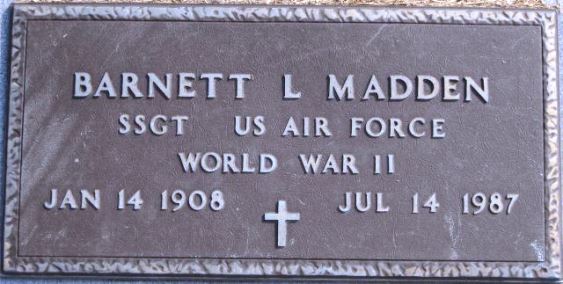 BARNETT L MADDEN
SSGT US AIR FORCE
WORLD WAR II
JAN 14 1908 JUL 14 1987